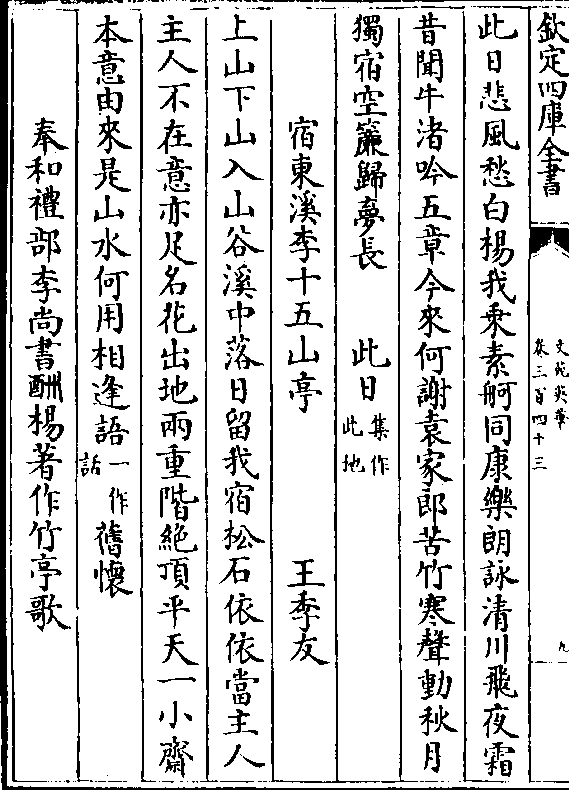 欽定四庫全書
文苑英華
卷三百四十三
九
此日悲風愁白楊我乗素舸同康樂朗詠清川飛夜霜
昔聞牛渚吟五章今來何謝袁家郎苦竹寒聲動秋月
獨宿空簾歸夢長　此日集作此地
宿東溪李十五山亭　王季友
上山下山入山谷溪中落日留我宿松石依依當主人
主人不在意亦足名花出地兩重階絶頂平天一小齋
本意由來是山水何用相逢語一作話舊懷
奉和禮部李尚書酬楊著作竹亭歌